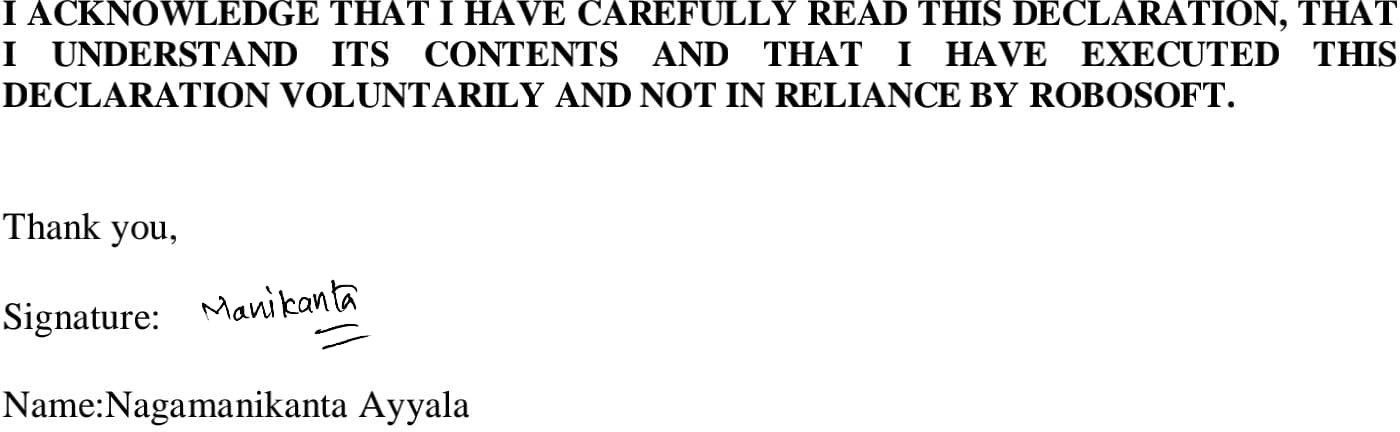 I ACKNOWLEDGE THAT I HAVE CAREFULLY READ THIS DECLARATION, THAT
I UNDERSTAND ITS CONTENTS AND THAT I HAVE EXECUTED THIS
DECLARATION VOLUNTARILY AND NOT IN RELIANCE BY ROBOSOFT.
Thank you,
Signature: Manikanta
Name:Nagamanikanta Ayyala